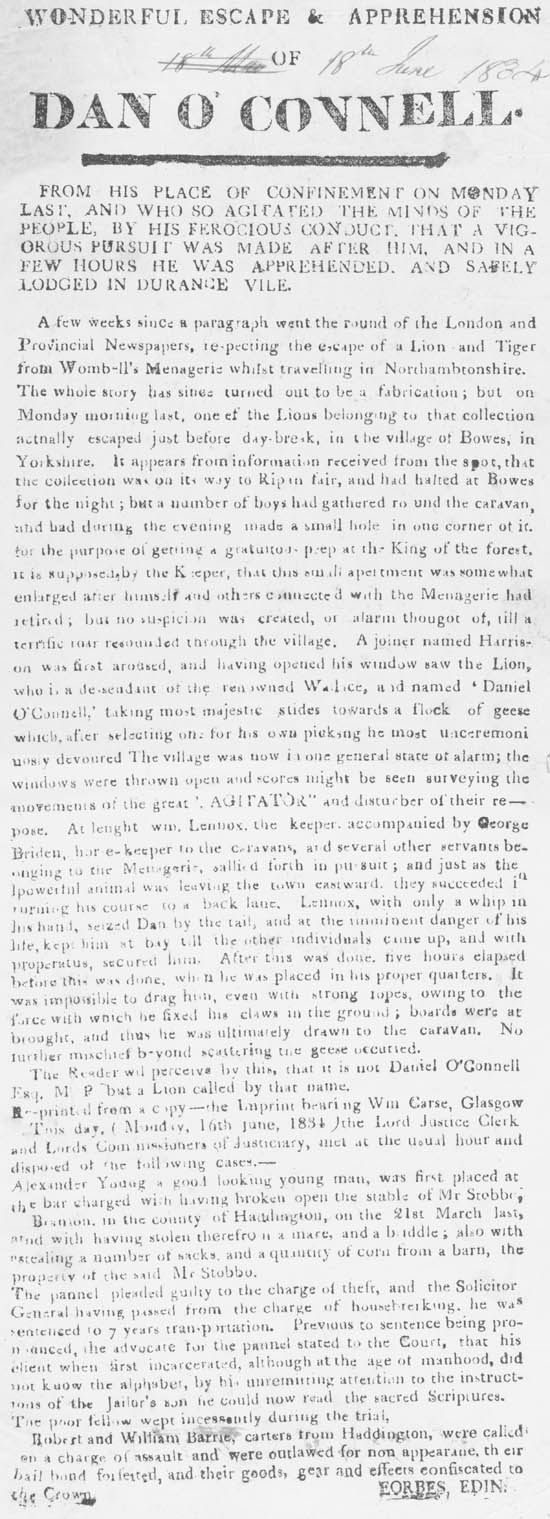 WONDERFUL ESCAPE & APPREHENSION
OF 18th June 1834
DAN O' CONNELL.
FROM HIS PLACE OF CONFINEMENT ON MONDAY
LAST, AND WHO SO AGITATED THE MINDS OF THE
PEOPLE, BY HIS FEROCIOUS CONDUCT, THAT A VIG-
OROUS PURSUIT WAS MADE AFTER HIM, AND IN A
FEW HOURS HE WAS APPREHENDED, AND SAFELY
LODGED IN DURANCE VILE.
A few weeks since a paragraph went the round of the London and
Provincial Newspapers, re-pecting the escape of a Lion and Tiger
from Wombell's Menagerie whilst travelling in Northambtonshire.
The whole story has since turned out to be a fabrication; but on
Monday morning last, one ef the Lions belonging to that collection
actnally escaped just before day-break, in the village of Bowes, in
Yorkshire. It appears from information received from the spot, that
the collection was on its way to Ripin fair, and had halted at Bowes
for the night; but a number of boys had gathered ro und the caravan,
and had during the evening made a small hole in one corner of it.
for the purpose of getting a gratuitous peep at the King of the forest.
it is supposed,by the Keeper, that this small apertment was somewhat
enlarged after himself and others connected with the Menagerie had
retired; but no suspicion was created, or alarm thougot of, till a
terrific roar resounded through the village. A joiner named Harris-
on was first aroused, and having opened his window saw the Lion,
who is a descendant of the renowned Wallace, and named ‘ Daniel
O'Connell,’ taking most majestic stides towards a flock of geese
which, after selecting one for his own picking he most unceremoni
uosly devoured The village was now in one general state of alarm; the
windows were thrown open and scores might be seen surveying the
movements of the great ‘. AGITATOR” and disturber of their re—
pose. At lenght wm. Lennox. the keeper. accompanied by George
Briden, hor e-keeper to the caravans, and several other servants be-
onging to the Menagerie, sallied forth in pursuit; and just as the
lpowerful animal was leaving the town eastward. they succeeded in
turning his course to a back lane. Lennox, with only a whip in
his hand, seized Dan by the tail, and at the imminent danger of his
life, kept him at bay till the other individuals came up, and with
properatus, secured him. After this was done, five hours elapsed
before this was done, when he was placed in his proper quarters. It
was impossible to drag him, even with strong ropes, owing to the
force with which he fixed his claws in the ground; boards were at
brought, and thus he was ultimately drawn to the caravan. No
further mischief beyond scattering the geese occutied.
The Reader wil perceive by this, that it is not Daniel O'Connell
Esq. M P but a Lion called by that name.
Re-printed from a copy—the Imprint bearing Wm Carse, Glasgow
This day, ( Monday, 16th june, 1834 )the Lord Justice Clerk
and Lords Commissioners of Justiciary, met at the usual hour and
disposed of the following cases.—
Alexander Young a good looking young man, was first placed at
the bar charged with having broken open the stable of Mr Stobbo,
in the county of Haddington, on the 21st March last,
and with having stolen therefrom a mare, and a buddle; also with
stealing a number of sacks, and a quantity of corn from a barn, the
property of the said Mr Stobbo.
The pannel pleaded guilty to the charge of theft, and the Solicitor
General having passed from the charge of housebreiking, he was
sentenced to 7 years transportation. Previous to sentence being pro-
nounced, the advocate for the pannel stated to the Court, that his
client when first incarcerated, although at the age of manhood, did
not kuow the alphabet, by his unremitting attention to the instruct-
ions of the Jailor's son he could now read the sacred Scriptures.
The poor fellow wept incessently during the trial,
Robert and William Barrie, carters from Haddington, were called
on a charge of assault and were outlawed for non appearane, their
bail bond forfeited, and their goods, gear and effects confiscated to
the Crown. FORBES, EDIN.